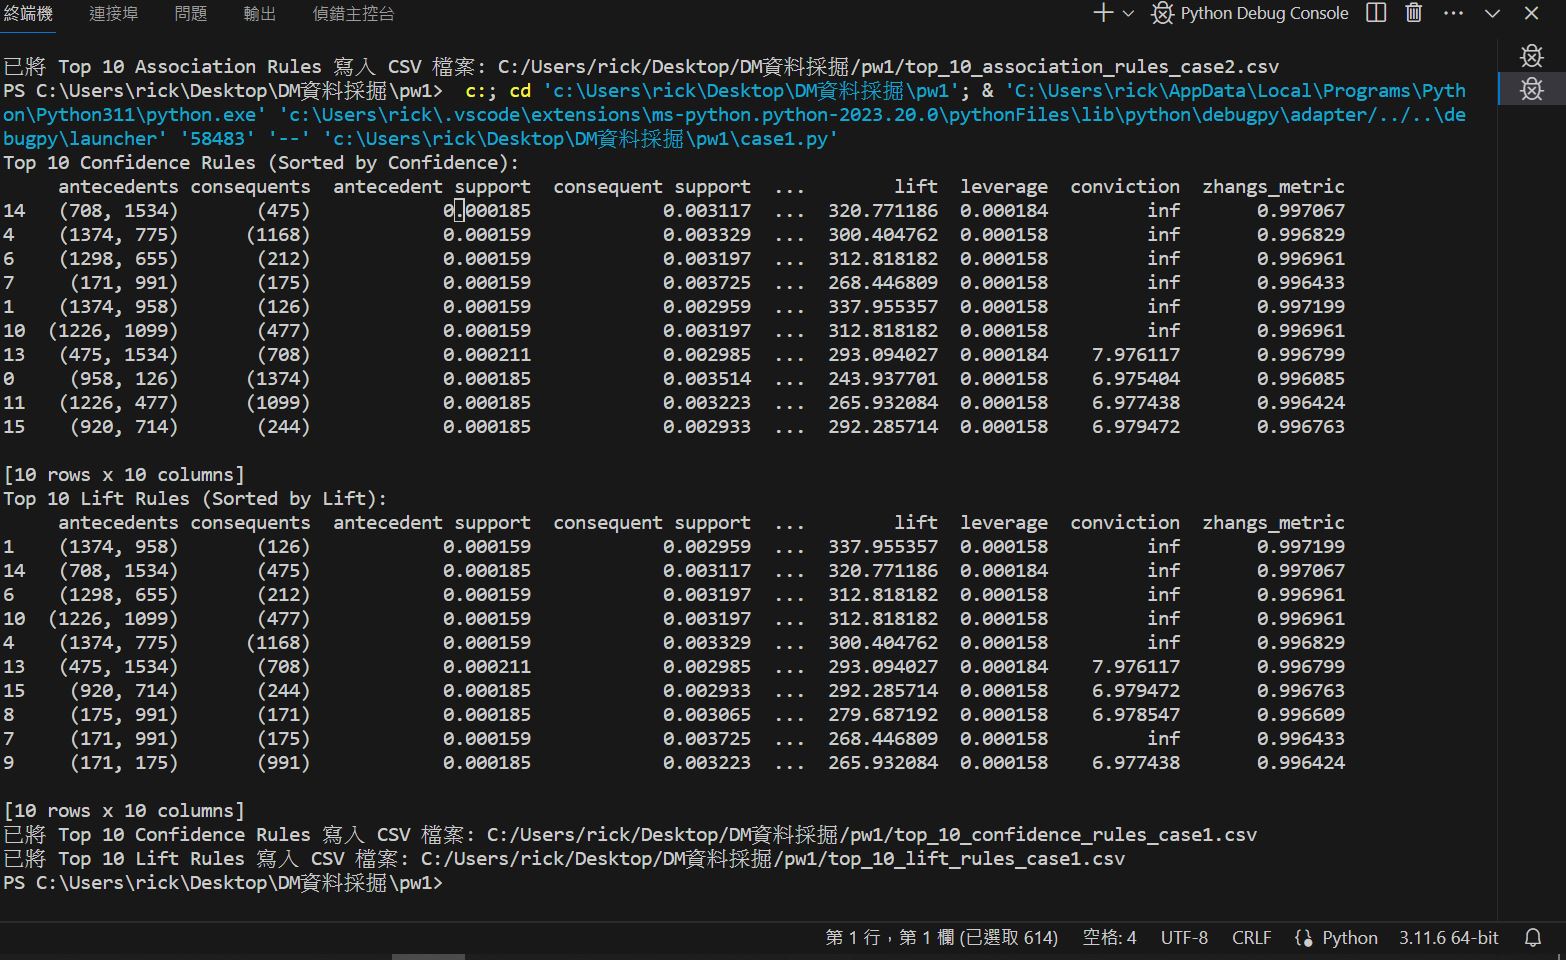 終端機 連接埠 問題 輸出 偵錯主控台 Python Debug Console
已將 Top 10 Association Rules 寫入 CSV 檔案: C:/Users/rick/Desktop/DM資料採掘/pw1/top_10_association_rules_case2.csv
PS C:\Users\rick\Desktop\DM資料採掘\pw1>  c:; cd 'c:\Users\rick\Desktop\DM資料採掘\pw1'; & 'C:\Users\rick\AppData\Local\Programs\Pyth
on\Python311\python.exe' 'c:\Users\rick\.vscode\extensions\ms-python.python-2023.20.0\pythonFiles\lib\python\debugpy\adapter/../..\de
bugpy\launcher' '58483' '--' 'c:\Users\rick\Desktop\DM資料採掘\pw1\case1.py'
Top 10 Confidence Rules (Sorted by Confidence):
     antecedents consequents  antecedent support  consequent support  ...        lift  leverage  conviction  zhangs_metric
14   (708, 1534)       (475)            0.000185            0.003117  ...  320.771186  0.000184         inf       0.997067
4    (1374, 775)      (1168)            0.000159            0.003329  ...  300.404762  0.000158         inf       0.996829
6    (1298, 655)       (212)            0.000159            0.003197  ...  312.818182  0.000158         inf       0.996961
7     (171, 991)       (175)            0.000159            0.003725  ...  268.446809  0.000158         inf       0.996433
1    (1374, 958)       (126)            0.000159            0.002959  ...  337.955357  0.000158         inf       0.997199
10  (1226, 1099)       (477)            0.000159            0.003197  ...  312.818182  0.000158         inf       0.996961
13   (475, 1534)       (708)            0.000211            0.002985  ...  293.094027  0.000184    7.976117       0.996799
0     (958, 126)      (1374)            0.000185            0.003514  ...  243.937701  0.000158    6.975404       0.996085
11   (1226, 477)      (1099)            0.000185            0.003223  ...  265.932084  0.000158    6.977438       0.996424
15    (920, 714)       (244)            0.000185            0.002933  ...  292.285714  0.000158    6.979472       0.996763
[10 rows x 10 columns]
Top 10 Lift Rules (Sorted by Lift):
     antecedents consequents  antecedent support  consequent support  ...        lift  leverage  conviction  zhangs_metric
1    (1374, 958)       (126)            0.000159            0.002959  ...  337.955357  0.000158         inf       0.997199
14   (708, 1534)       (475)            0.000185            0.003117  ...  320.771186  0.000184         inf       0.997067
6    (1298, 655)       (212)            0.000159            0.003197  ...  312.818182  0.000158         inf       0.996961
10  (1226, 1099)       (477)            0.000159            0.003197  ...  312.818182  0.000158         inf       0.996961
4    (1374, 775)      (1168)            0.000159            0.003329  ...  300.404762  0.000158         inf       0.996829
13   (475, 1534)       (708)            0.000211            0.002985  ...  293.094027  0.000184    7.976117       0.996799
15    (920, 714)       (244)            0.000185            0.002933  ...  292.285714  0.000158    6.979472       0.996763
8     (175, 991)       (171)            0.000185            0.003065  ...  279.687192  0.000158    6.978547       0.996609
7     (171, 991)       (175)            0.000159            0.003725  ...  268.446809  0.000158         inf       0.996433
9     (171, 175)       (991)            0.000185            0.003223  ...  265.932084  0.000158    6.977438       0.996424
[10 rows x 10 columns]
已將 Top 10 Confidence Rules 寫入 CSV 檔案: C:/Users/rick/Desktop/DM資料採掘/pw1/top_10_confidence_rules_case1.csv
已將 Top 10 Lift Rules 寫入 CSV 檔案: C:/Users/rick/Desktop/DM資料採掘/pw1/top_10_lift_rules_case1.csv
PS C:\Users\rick\Desktop\DM資料採掘\pw1>
第 1 行，第 1 欄 (已選取 614) 空格: 4 UTF-8 CRLF Python 3.11.6 64-bit